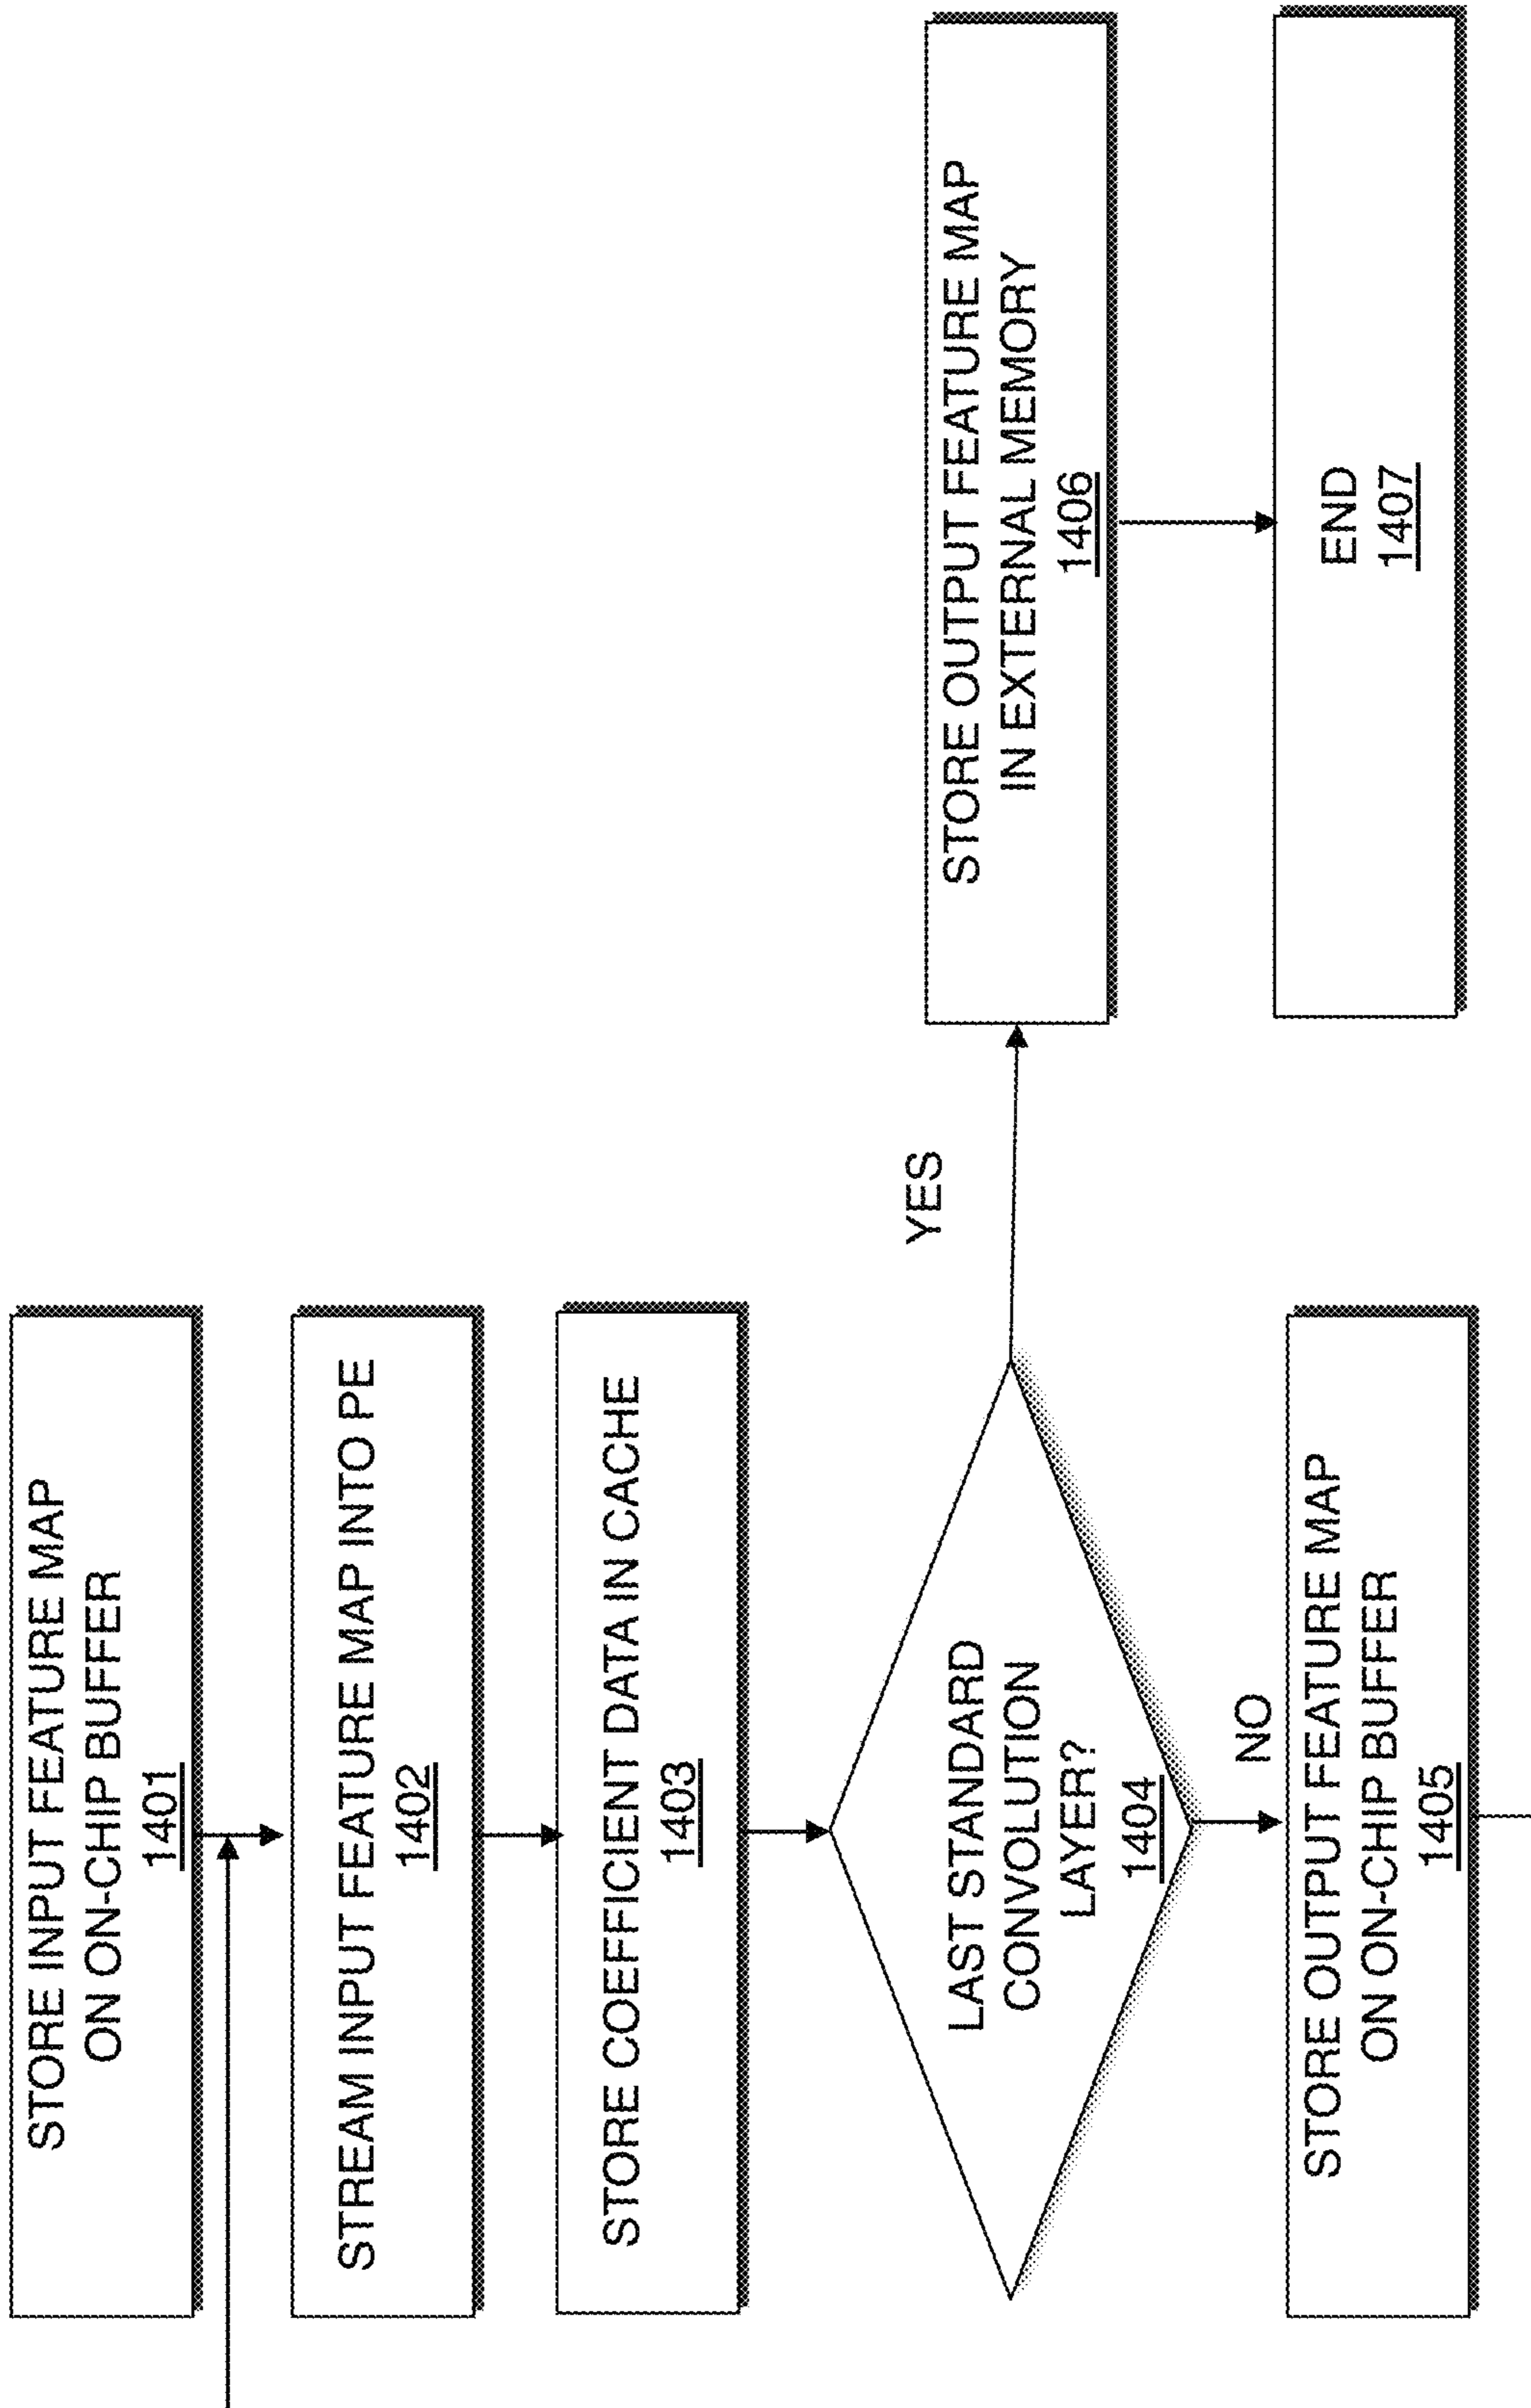 STORE INPUT FEATURE MAP
ON ON-CHIP BUFFER
1401
STREAM INPUT FEATURE MAP INTO PE
1402
STORE COEFFICIENT DATA IN CACHE
1403
LAST STANDARD
CONVOLUTION
LAYER?
1404
YES
NO
STORE OUTPUT FEATURE MAP
ON ON-CHIP BUFFER
1405
STORE OUTPUT FEATURE MAP
IN EXTERNAL MEMORY
1406
END
1407